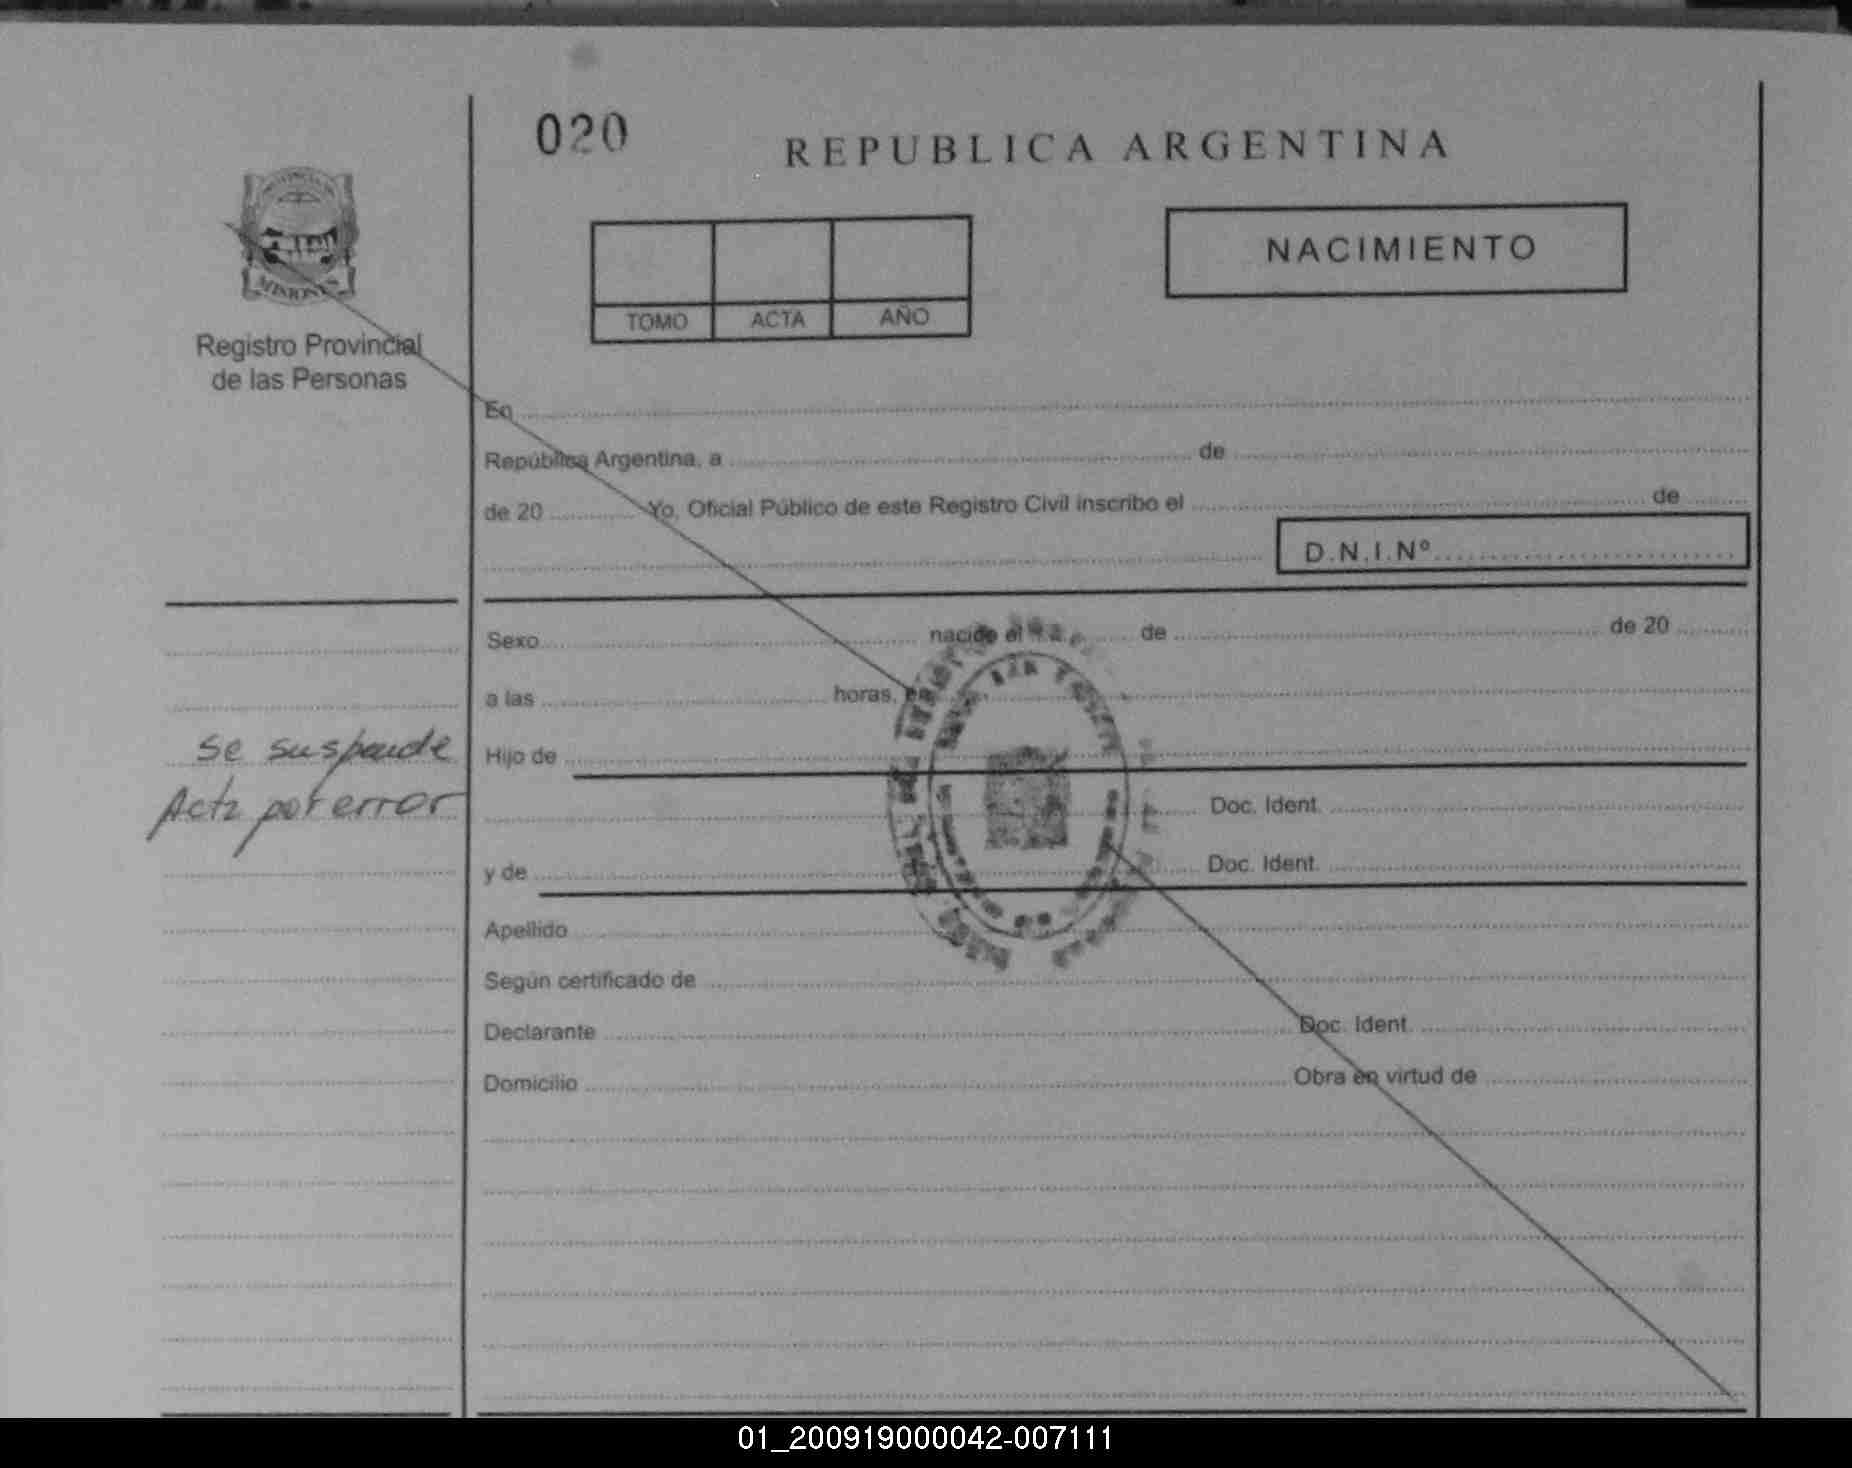 020
REPUBLICA ARGENTINA
NACIMIENTO
TOMO ACTA AÑO
MISIONES
Registro Provincial
de las Personas
En
República Argentina, a de
de 20 Yo, Oficial Público de este Registro Civil inscribo el de
D.N.I.Nº
Sexo nacido el de de 20
a las horas, en
Hijo de
se suspende
Acta por error
Doc. Ident.
y de Doc. Ident.
Apellido
Según certificado de
Declarante Doc. Ident.
Domicilio Obra en virtud de
01_200919000042-007111